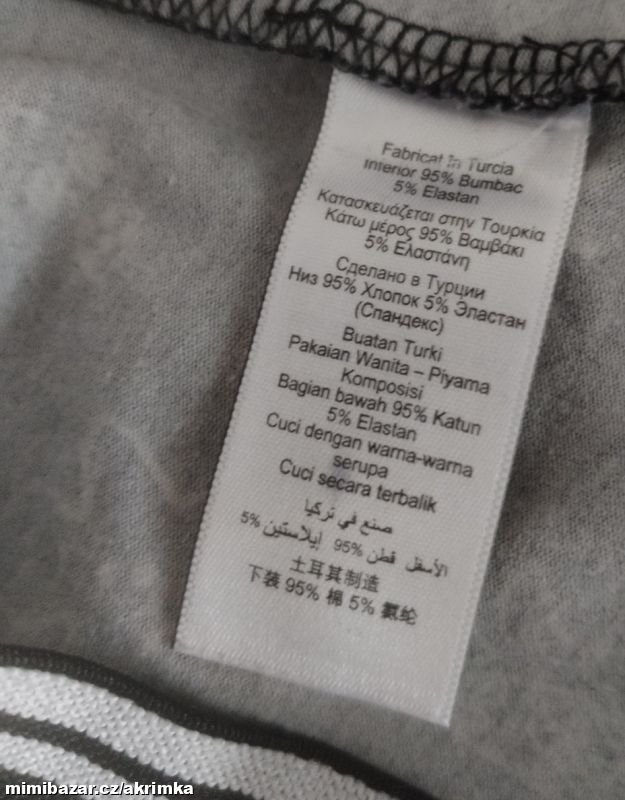 Fabricat In Turcia
Inferior 95% Bumbac
5% Elastan
Κατασκευάζεται στην Τουρκία
Κάτω μέρος 95% Βαμβάκι
5% Ελαστάνη
Сделано в Турции
Низ 95% Хлопок 5% Эластан
(Спандекс)
Buatan Turki
Pakaian Wanita – Piyama
Komposisi
Bagian bawah 95% Katun
5% Elastan
Cuci dengan warna-warna
serupa
Cuci secara terbalik
صنع في تركيا
الأسفل قطن 95% إيلاستين 5%
土耳其制造
下装 95% 棉 5% 氨纶
mimibazar.cz/akrimka